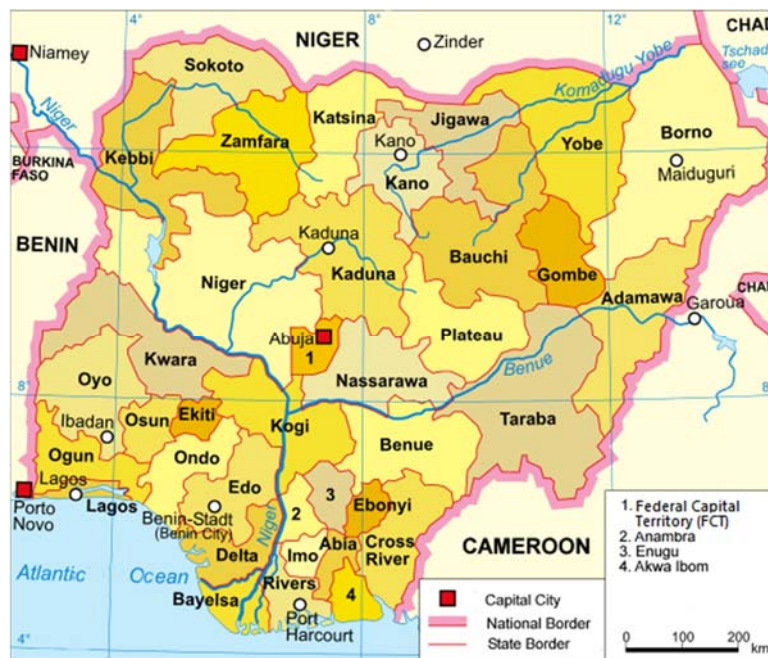 4°
12°
NIGER
CHAD
Niamey
Zinder
Tschad
see
Sokoto
Komadugu Yobe
Niger
Katsina
Jigawa
Zamfara
Yobe
Borno
Kebbi
Kano
BURKINA
FASO
Kano
Maiduguri
BENIN
Kaduna
Bauchi
Niger
Kaduna
Gombe
CHAD
Adamawa
Garoua
Abuja
1
Plateau
Kwara
Benue
8°
Oyo
Nassarawa
8°
Taraba
Ibadan
Osun
Ekiti
Kogi
Benue
Ogun
Ondo
Lagos
Edo
3
Ebonyi
Porto
Novo
Lagos
Benin-Stadt
(Benin City)
Niger
2
Abia
Cross
River
CAMEROON
Delta
Imo
Atlantic Ocean
Bayelsa
Rivers
4
Port
Harcourt
4°
1. Federal Capital
Territory (FCT)
2. Anambra
3. Enugu
4. Akwa Ibom
Capital City
National Border
State Border
0 100 200
km